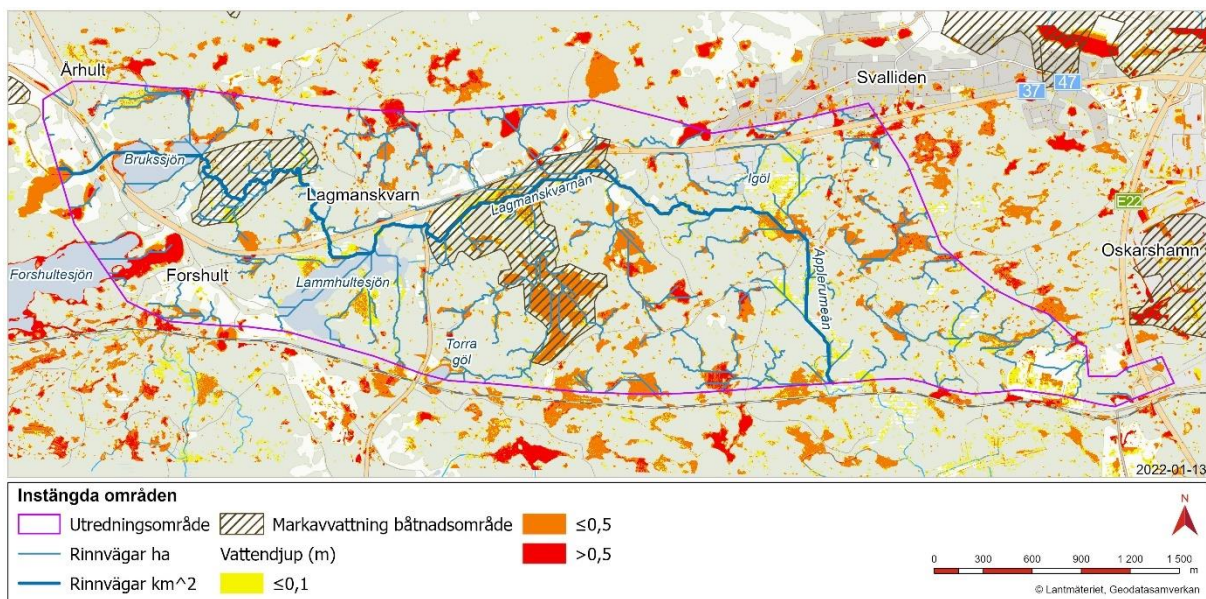 Århult
Svalliden
37
47
Brukssjön
Lagmanskvarn
Lagmanskvarnån
Igöl
E22
Oskarshamn
Forshultesjön
Forshult
Lammhultesjön
Applerumeån
Torra
göl
2022-01-13
Instängda områden
Utredningsområde
Markavvattning båtnadsområde
≤0,5
Rinnvägar ha
Vattendjup (m)
>0,5
Rinnvägar km^2
≤0,1
N
0 300 600 900 1 200 1 500
m
© Lantmäteriet, Geodatasamverkan